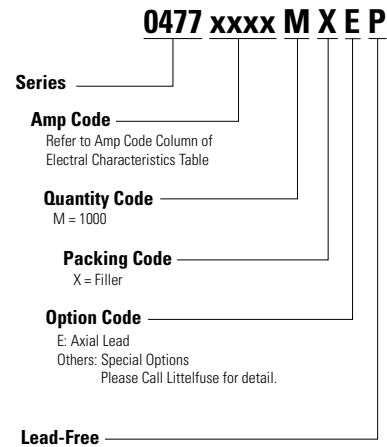 0477 xxxx M X E P
Series
Amp Code
Refer to Amp Code Column of
Electral Characteristics Table
Quantity Code
M = 1000
Packing Code
X = Filler
Option Code
E: Axial Lead
Others: Special Options
Please Call Littelfuse for detail.
Lead-Free